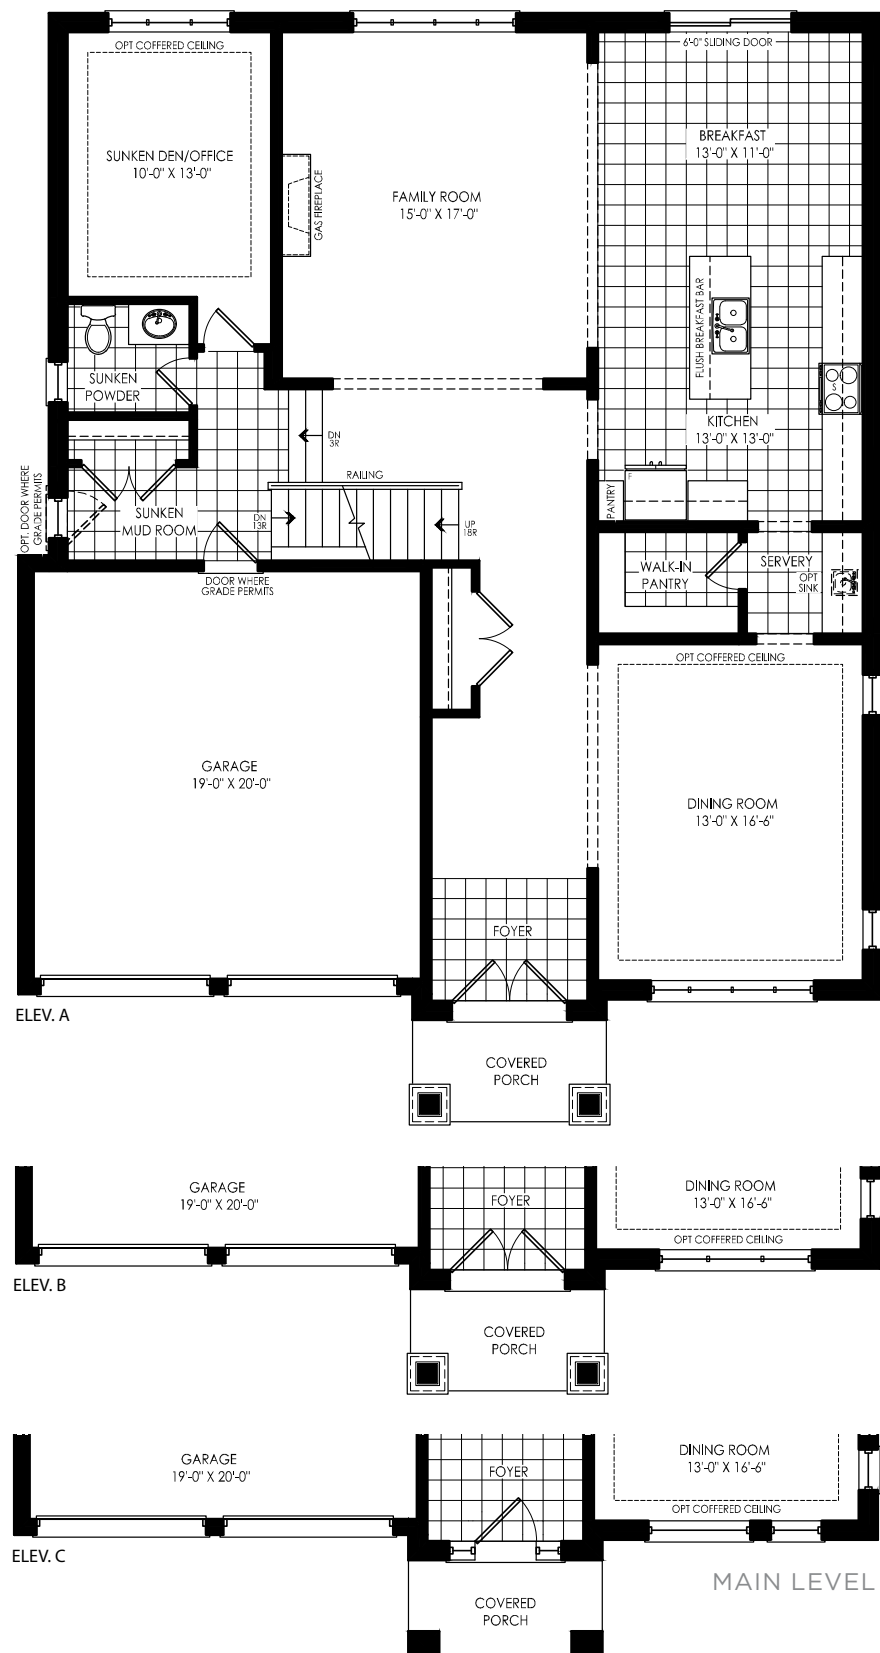 OPT COFFERED CEILING
6'-0" SLIDING DOOR
SUNKEN DEN/OFFICE
10'-0" X 13'-0"
GAS FIREPLACE
FAMILY ROOM
15'-0" X 17'-0"
BREAKFAST
13'-0" X 11'-0"
FLUSH BREAKFAST BAR
S
SUNKEN
POWDER
KITCHEN
13'-0" X 13'-0"
DN
3R
RAILING
F
PANTRY
OPT. DOOR WHERE
GRADE PERMITS
SUNKEN
MUD ROOM
DN
13R
UP
18R
DOOR WHERE
GRADE PERMITS
WALK-IN
PANTRY
SERVERY
OPT
SINK
OPT COFFERED CEILING
GARAGE
19'-0" X 20'-0"
DINING ROOM
13'-0" X 16'-6"
FOYER
ELEV. A
COVERED
PORCH
GARAGE
19'-0" X 20'-0"
FOYER
DINING ROOM
13'-0" X 16'-6"
OPT COFFERED CEILING
ELEV. B
COVERED
PORCH
GARAGE
19'-0" X 20'-0"
FOYER
DINING ROOM
13'-0" X 16'-6"
OPT COFFERED CEILING
ELEV. C
COVERED
PORCH
MAIN LEVEL